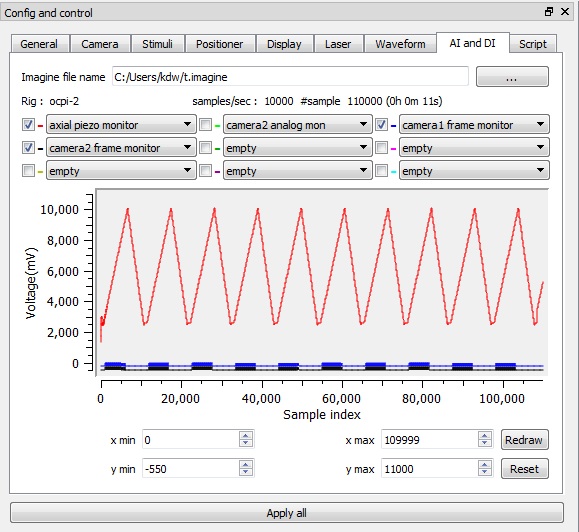 Config and control
General Camera Stimuli Positioner Display Laser Waveform AI and DI Script
Imagine file name C:/Users/kdw/t.imagine ...
Rig : ocpi-2 samples/sec : 10000 #sample 110000 (0h 0m 11s)
axial piezo monitor camera2 analog mon camera1 frame monitor
camera2 frame monitor empty empty
empty empty empty
10,000
8,000
6,000
4,000
2,000
0
Voltage(mV)
0 20,000 40,000 60,000 80,000 100,000
Sample index
x min 0 x max 109999 Redraw
y min -550 y max 11000 Reset
Apply all